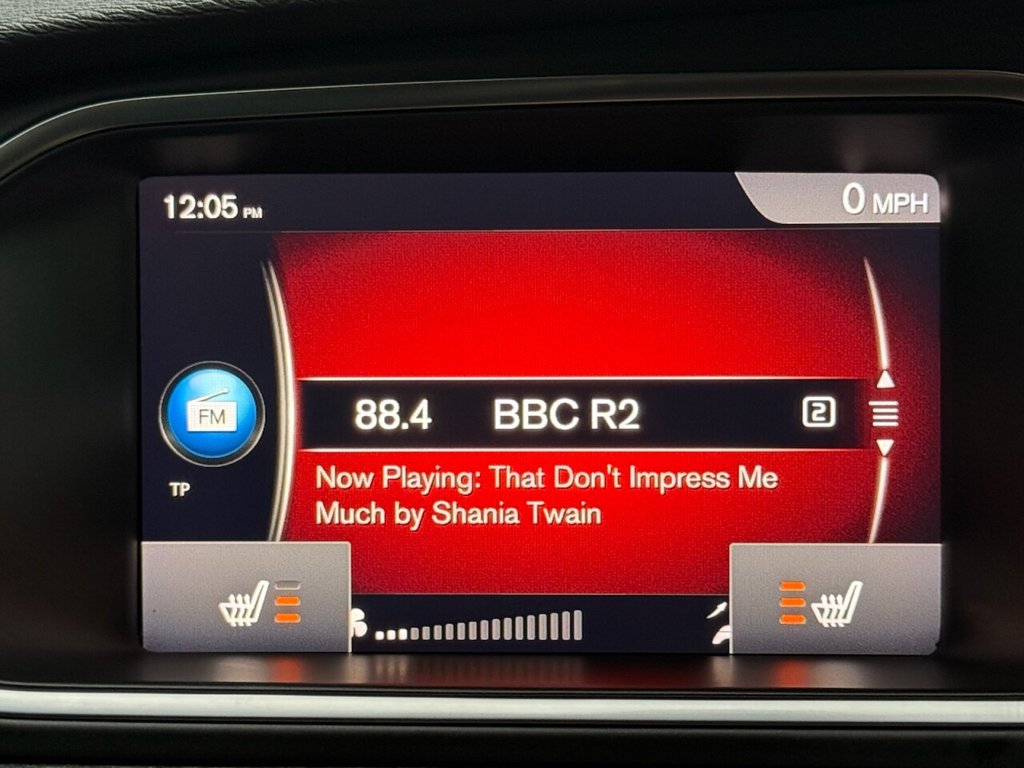 12:05 PM
0 MPH
88.4 BBC R2 2
FM
Now Playing: That Don't Impress Me
Much by Shania Twain
TP